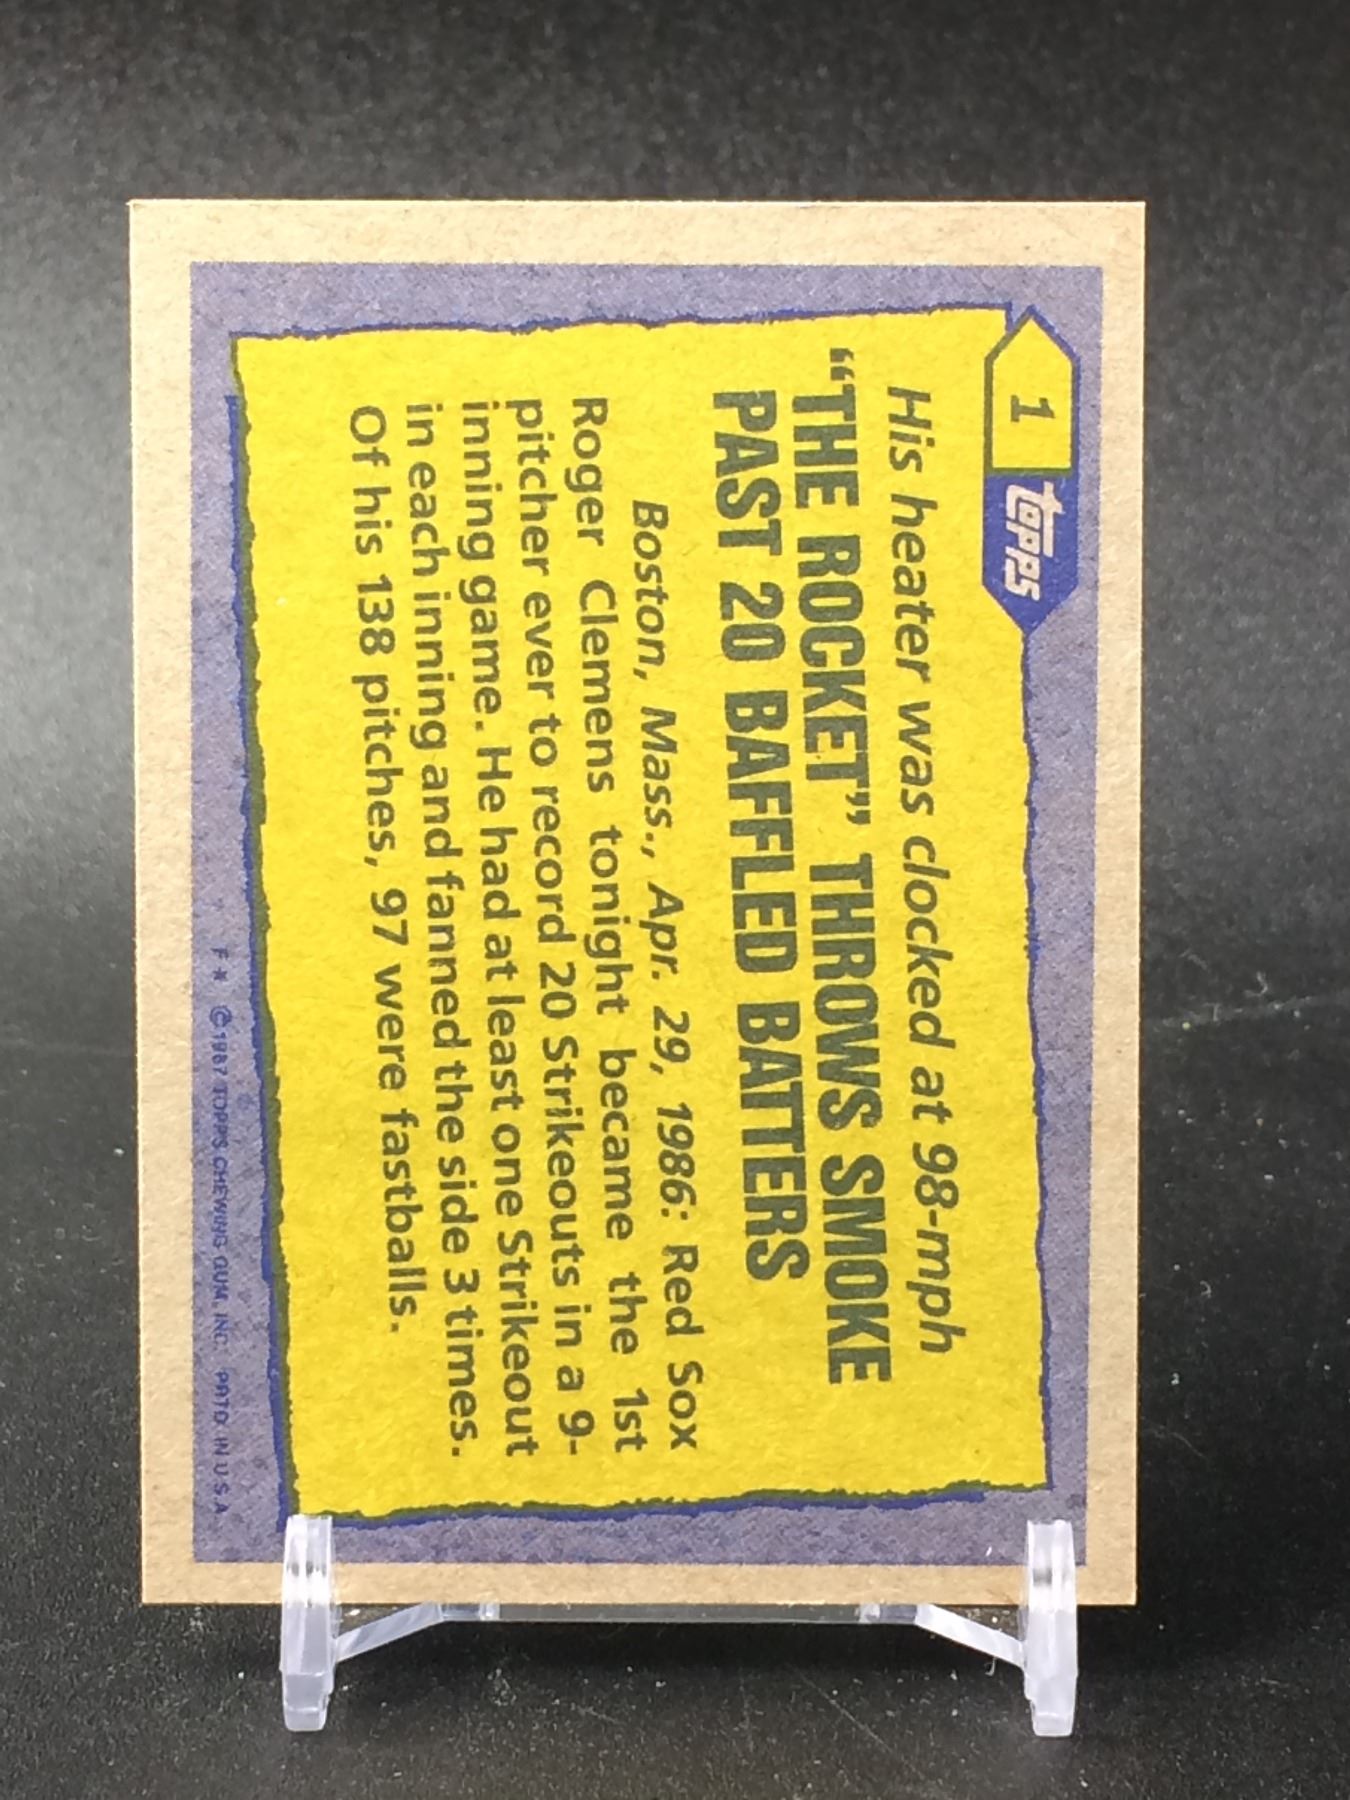 1 topps
His heater was clocked at 98-mph
"THE ROCKET" THROWS SMOKE
PAST 20 BAFFLED BATTERS
Boston, Mass., Apr. 29, 1986: Red Sox
Roger Clemens tonight became the 1st
pitcher ever to record 20 Strikeouts in a 9-
inning game. He had at least one Strikeout
in each inning and fanned the side 3 times.
Of his 138 pitches, 97 were fastballs.
F* ©1987 TOPPS CHEWING GUM, INC. PRTD. IN U.S.A.